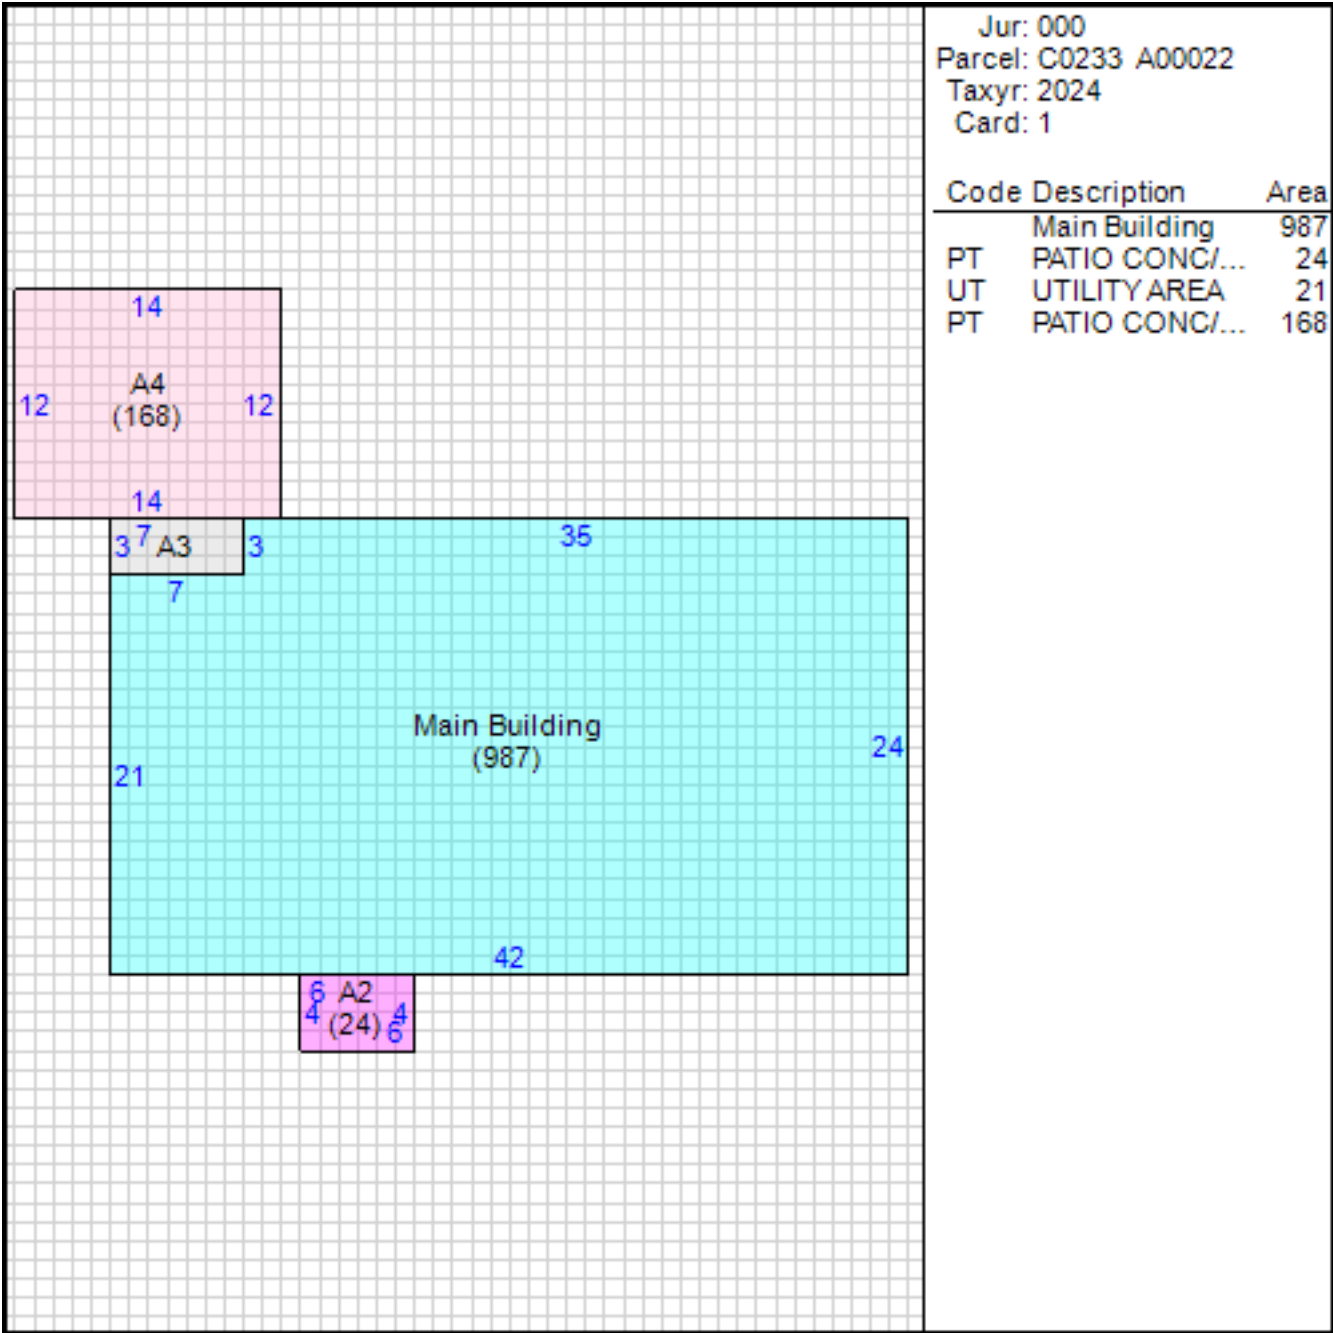 Jur: 000
Parcel: C0233 A00022
Taxyr: 2024
Card: 1
Code Description Area
Main Building 987
PT PATIO CONC/... 24
UT UTILITY AREA 21
PT PATIO CONC/... 168
14
A4
12 (168) 12
14
3 7 A3 3 35
7
Main Building
(987)
24
21
42
6 A2
4 (24) 4
6